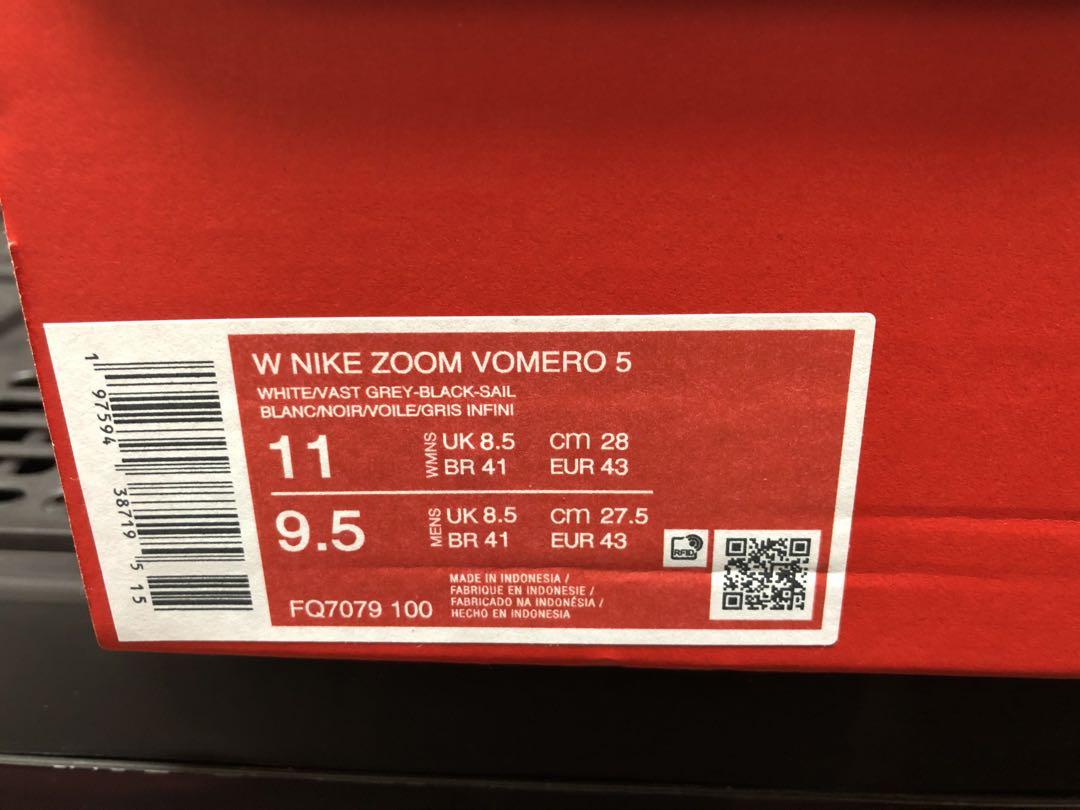 W NIKE ZOOM VOMERO 5
WHITE/VAST GREY-BLACK-SAIL
BLANC/NOIR/VOILE/GRIS INFINI
11 WMNS UK 8.5 cm 28
BR 41 EUR 43
9.5 MENS UK 8.5 cm 27.5
BR 41 EUR 43
RFID
FQ7079 100
MADE IN INDONESIA /
FABRIQUE EN INDONESIE /
FABRICADO NA INDONÉSIA /
HECHO EN INDONESIA
1 97594 38719 5 15